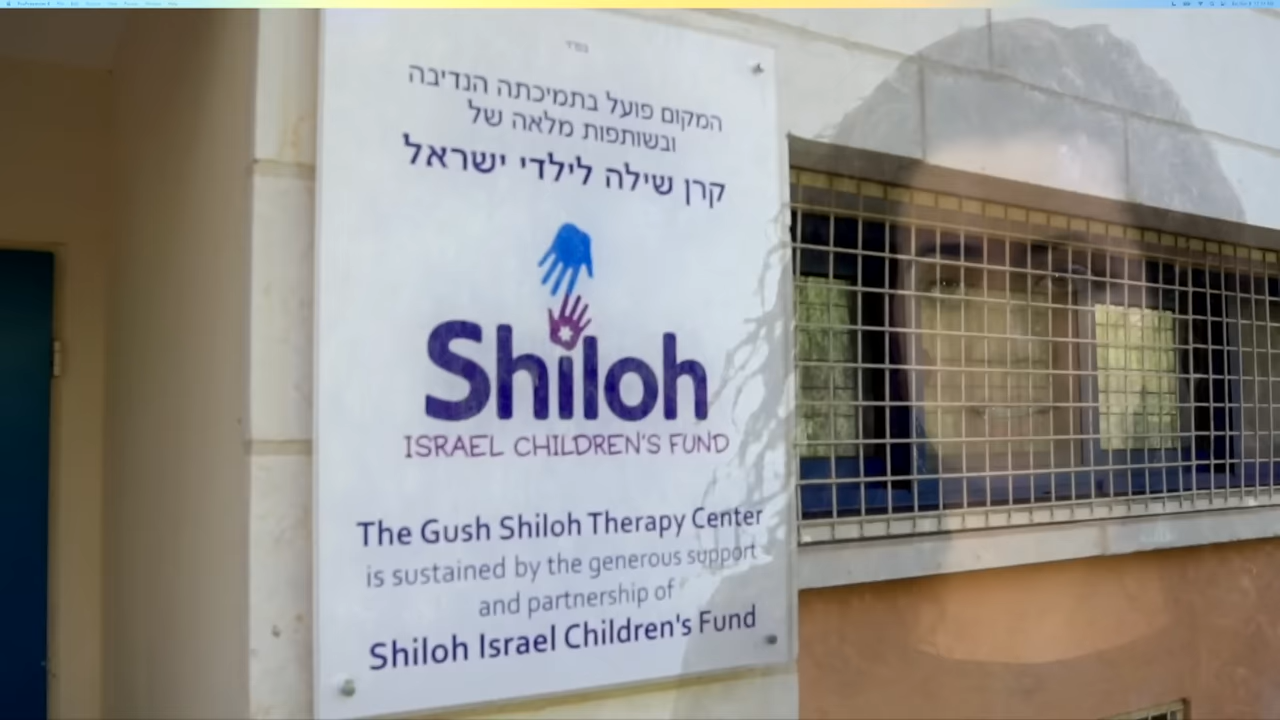 בס״ד
המקום פועל בתמיכתה הנדיבה
ובשותפות מלאה של
קרן שילה לילדי ישראל
Shiloh
ISRAEL CHILDREN'S FUND
The Gush Shiloh Therapy Center
is sustained by the generous support
and partnership of
Shiloh Israel Children's Fund